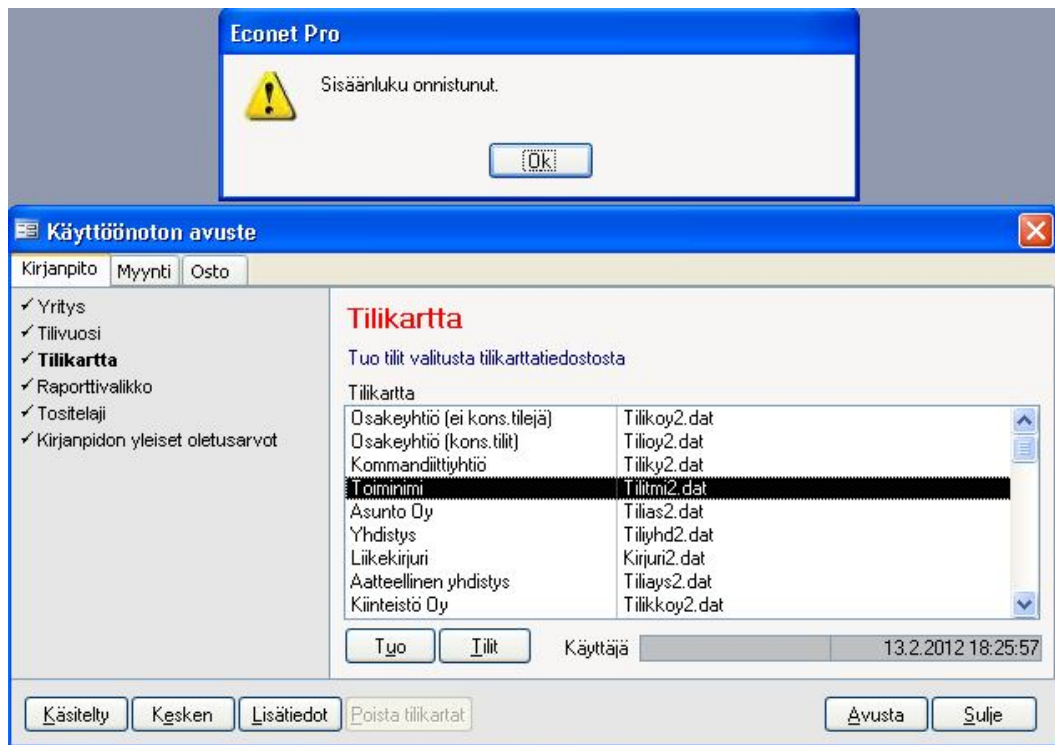 Econet Pro
Sisäänluku onnistunut.
Ok
Käyttöönoton avuste
Kirjanpito Myynti Osto
Yritys
Tilivuosi
Tilikartta
Raporttivalikko
Tositelaji
Kirjanpidon yleiset oletusarvot
Tilikartta
Tuo tilit valitusta tilikarttatiedostosta
Tilikartta
Osakeyhtiö (ei kons.tilejä) Tilikoy2.dat
Osakeyhtiö (kons.tilit) Tilioy2.dat
Kommandiittiyhtiö Tiliky2.dat
Toiminimi Tilitmi2.dat
Asunto Oy Tilias2.dat
Yhdistys Tiliyhd2.dat
Liikekirjuri Kirjuri2.dat
Aatteellinen yhdistys Tiliays2.dat
Kiinteistö Oy Tilikkoy2.dat
Tuo Tilit Käyttäjä 13.2.2012 18:25:57
Käsitelty Kesken Lisätiedot Poista tilikartat Avusta Sulje